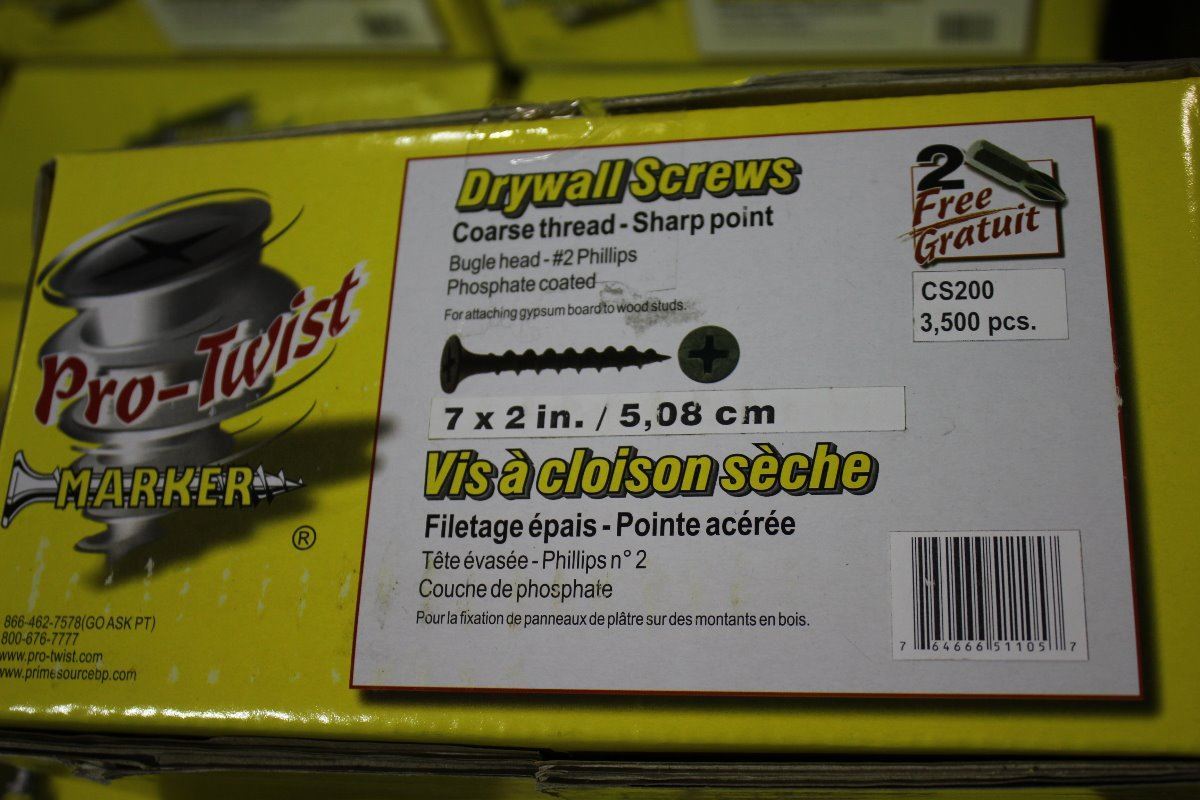 Pro-Twist
MARKER
®
866-462-7578(GO ASK PT)
800-676-7777
www.pro-twist.com
www.primesourcebp.com
Drywall Screws
Coarse thread - Sharp point
Bugle head - #2 Phillips
Phosphate coated
For attaching gypsum board to wood studs.
7 x 2 in. / 5,08 cm
Vis à cloison sèche
Filetage épais - Pointe acérée
Tête évasée - Phillips n° 2
Couche de phosphate
Pour la fixation de panneaux de plâtre sur des montants en bois.
2
Free
Gratuit
CS200
3,500 pcs.
7 64666 51105 7